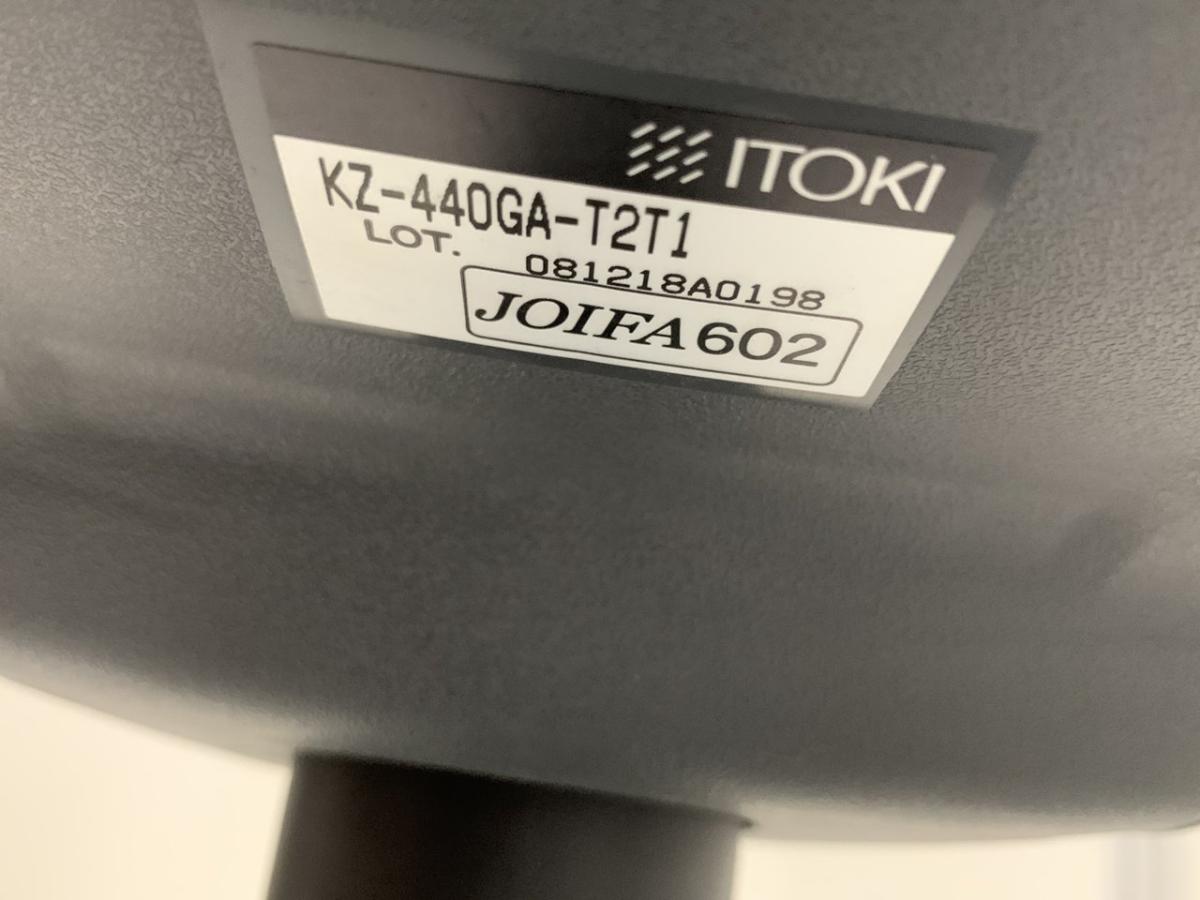 ITOKI
KZ-440GA-T2T1
LOT. 081218A0198
JOIFA602